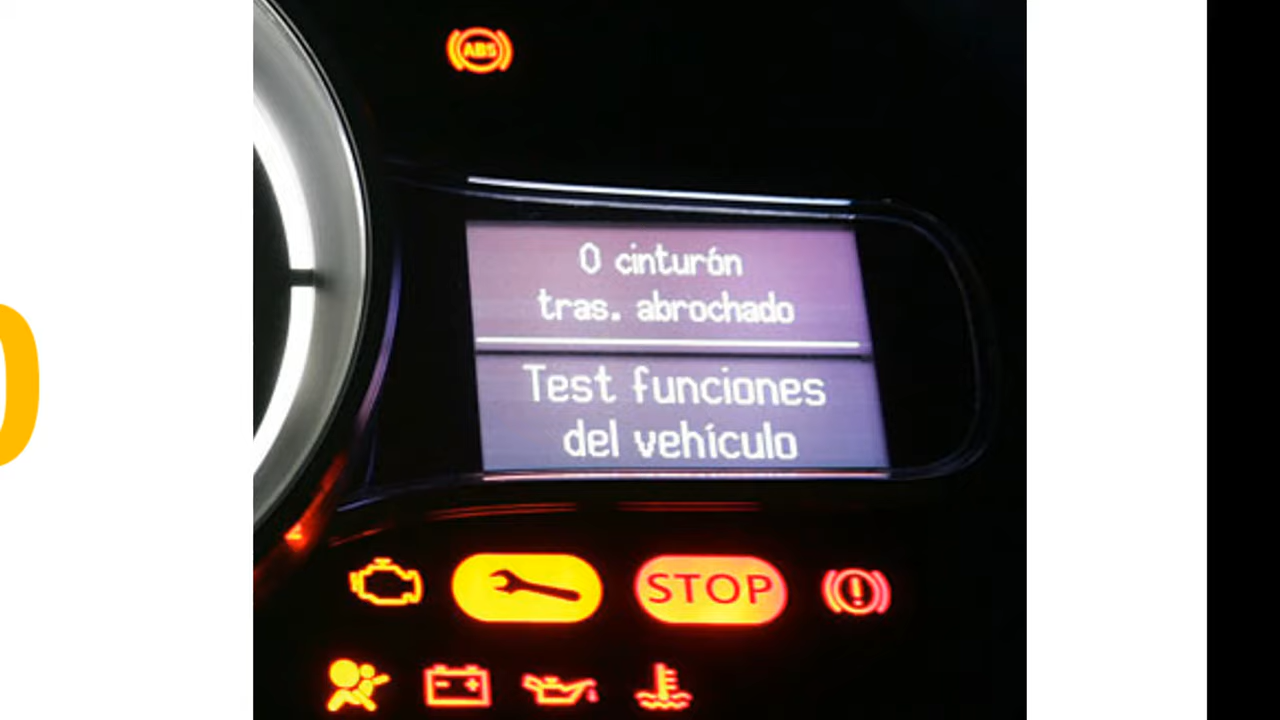 ABS
0 cinturón
tras. abrochado
Test funciones
del vehículo
STOP